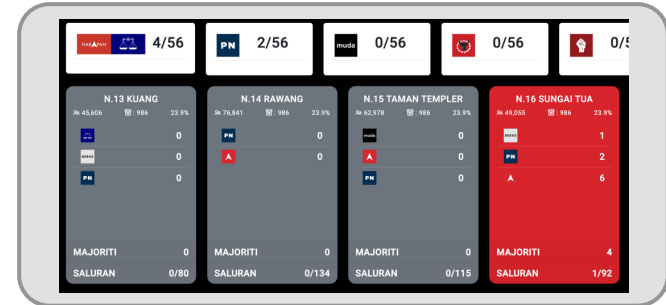 HARAPAN 4/56
PN 2/56
muda 0/56
0/56
0/5
N.13 KUANG
45,606 : 986 23.9%
0
BEBAS 0
PN 0
MAJORITI 0
SALURAN 0/80
N.14 RAWANG
76,841 : 986 23.9%
PN 0
0
MAJORITI 0
SALURAN 0/134
N.15 TAMAN TEMPLER
62,978 : 986 23.9%
muda 0
0
PN 0
MAJORITI 0
SALURAN 0/115
N.16 SUNGAI TUA
49,055 : 986 23.9%
BEBAS 1
PN 2
6
MAJORITI 4
SALURAN 1/92